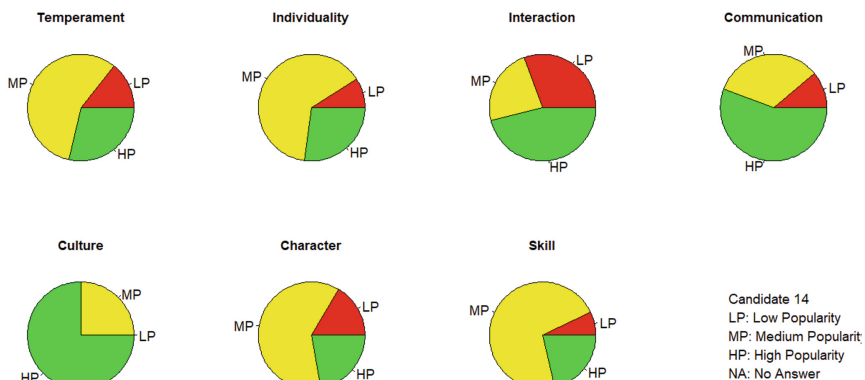 Temperament
Individuality
Interaction
Communication
MP
LP
HP
MP
LP
HP
LP
MP
HP
MP
LP
HP
Culture
Character
Skill
MP
LP
HP
LP
MP
HP
MP
LP
HP
Candidate 14
LP: Low Popularity
MP: Medium Popularity
HP: High Popularity
NA: No Answer